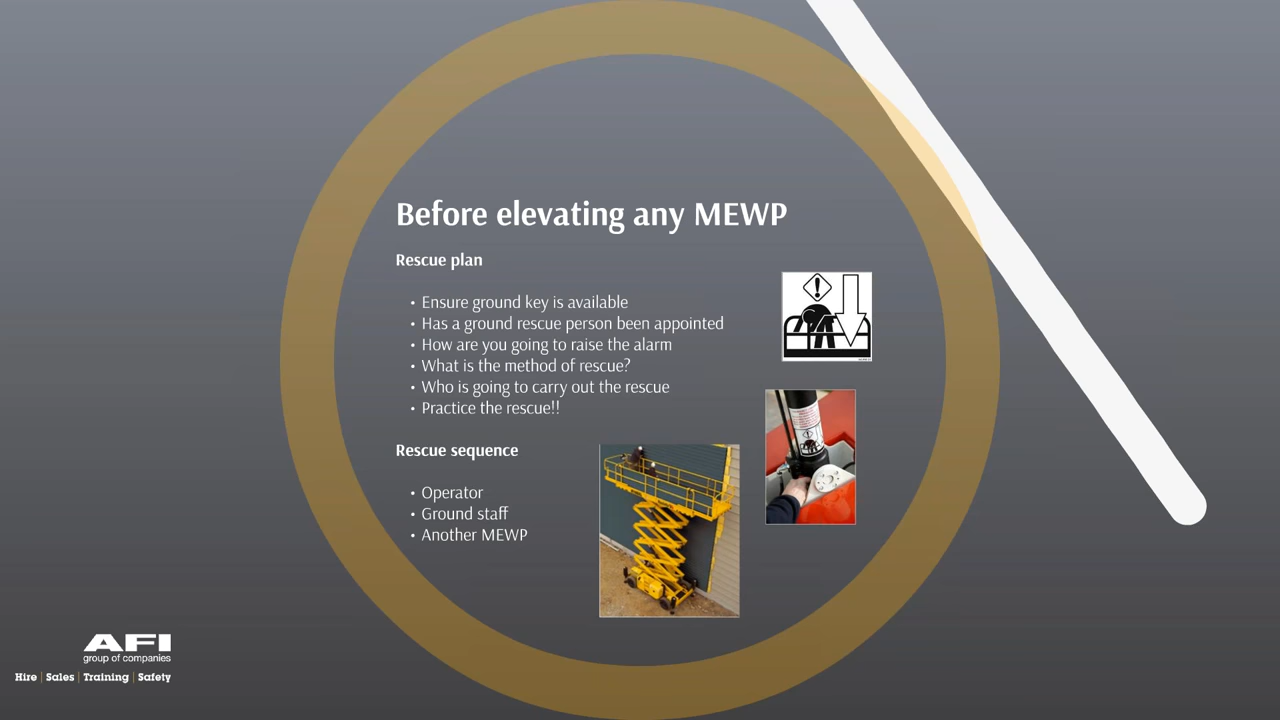 Before elevating any MEWP
Rescue plan
• Ensure ground key is available
• Has a ground rescue person been appointed
• How are you going to raise the alarm
• What is the method of rescue?
• Who is going to carry out the rescue
• Practice the rescue!!
Rescue sequence
• Operator
• Ground staff
• Another MEWP
AFI
group of companies
Hire | Sales | Training | Safety